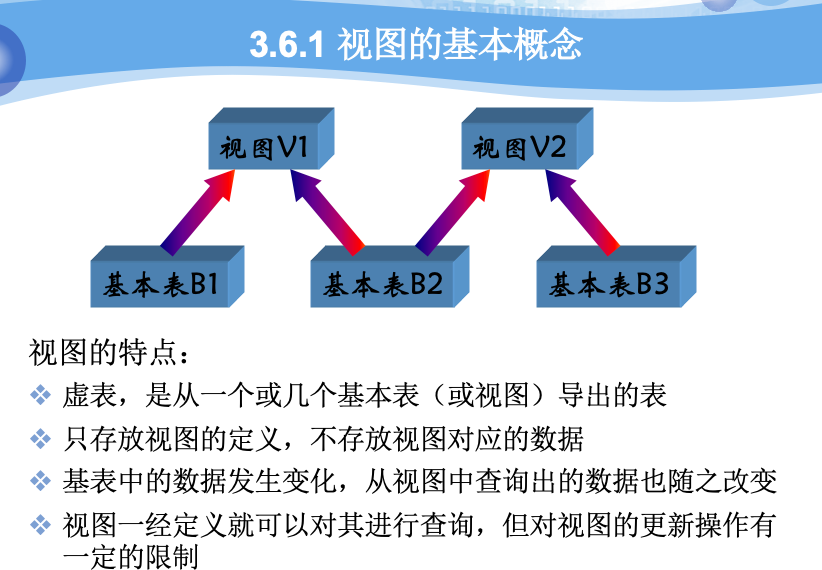 3.6.1 视图的基本概念
视图V1
视图V2
基本表B1
基本表B2
基本表B3
视图的特点：
虚表，是从一个或几个基本表（或视图）导出的表
只存放视图的定义，不存放视图对应的数据
基表中的数据发生变化，从视图中查询出的数据也随之改变
视图一经定义就可以对其进行查询，但对视图的更新操作有
一定的限制